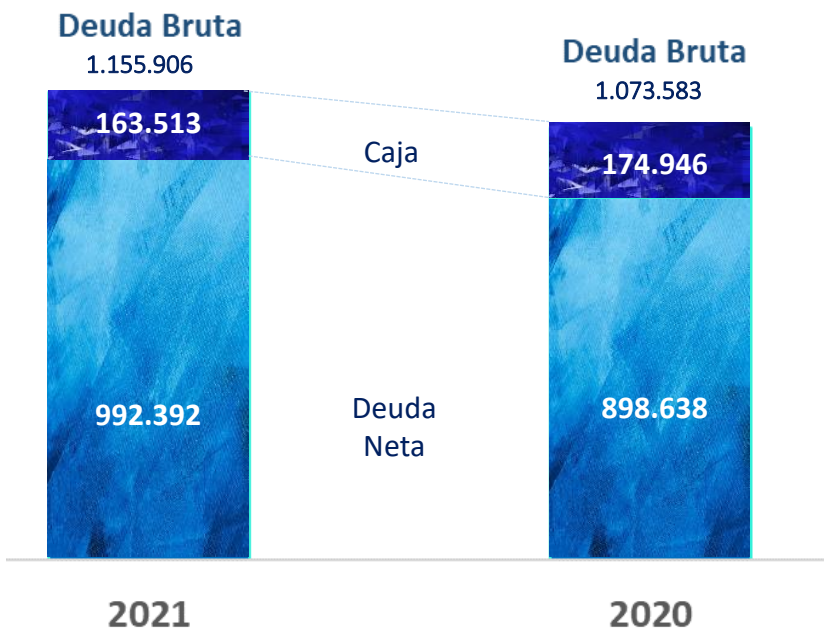 Deuda Bruta
1.155.906
Deuda Bruta
1.073.583
163.513
Caja
174.946
992.392
Deuda
Neta
898.638
2021
2020